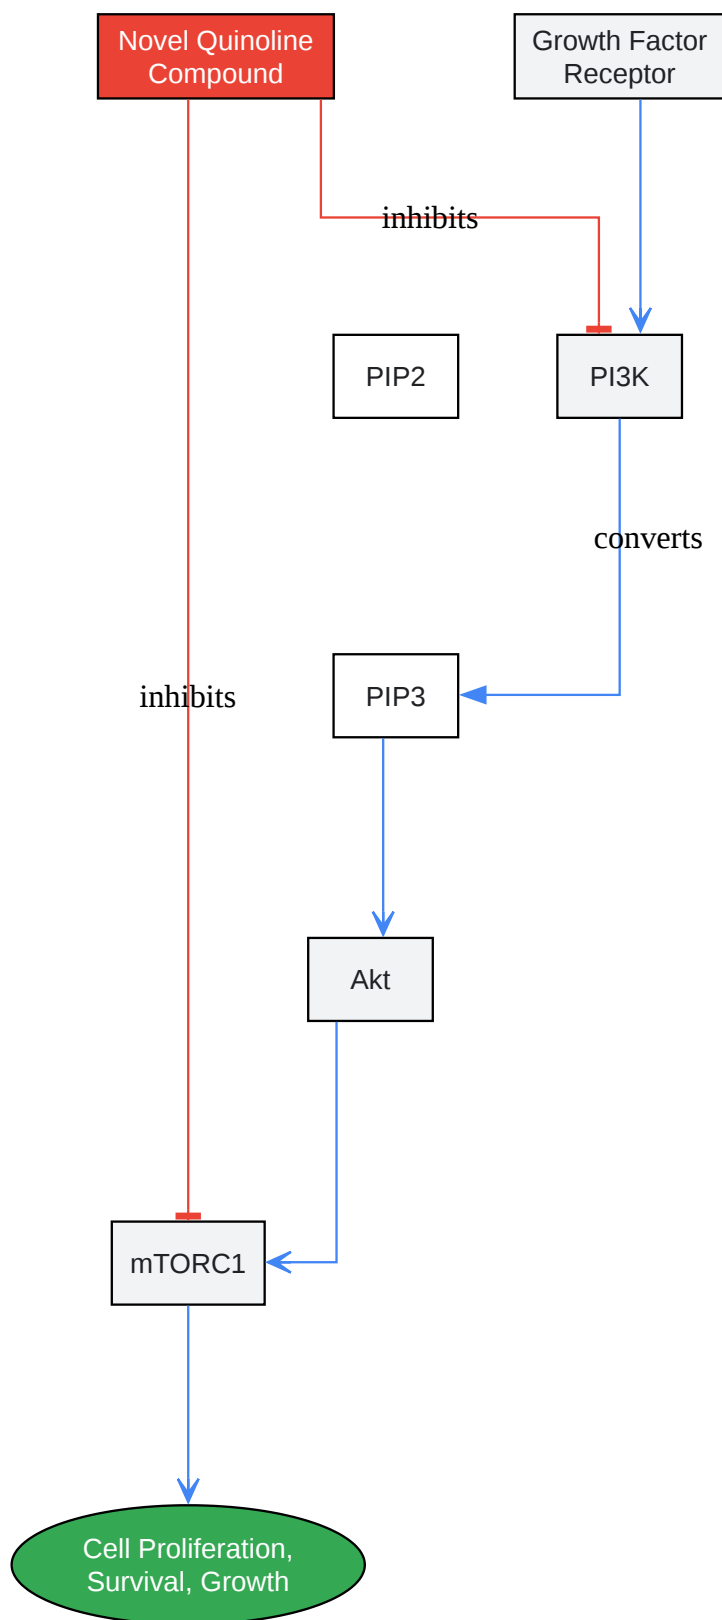 Novel Quinoline
Compound
Growth Factor
Receptor
inhibits
PIP2
PI3K
converts
inhibits
PIP3
Akt
mTORC1
Cell Proliferation,
Survival, Growth